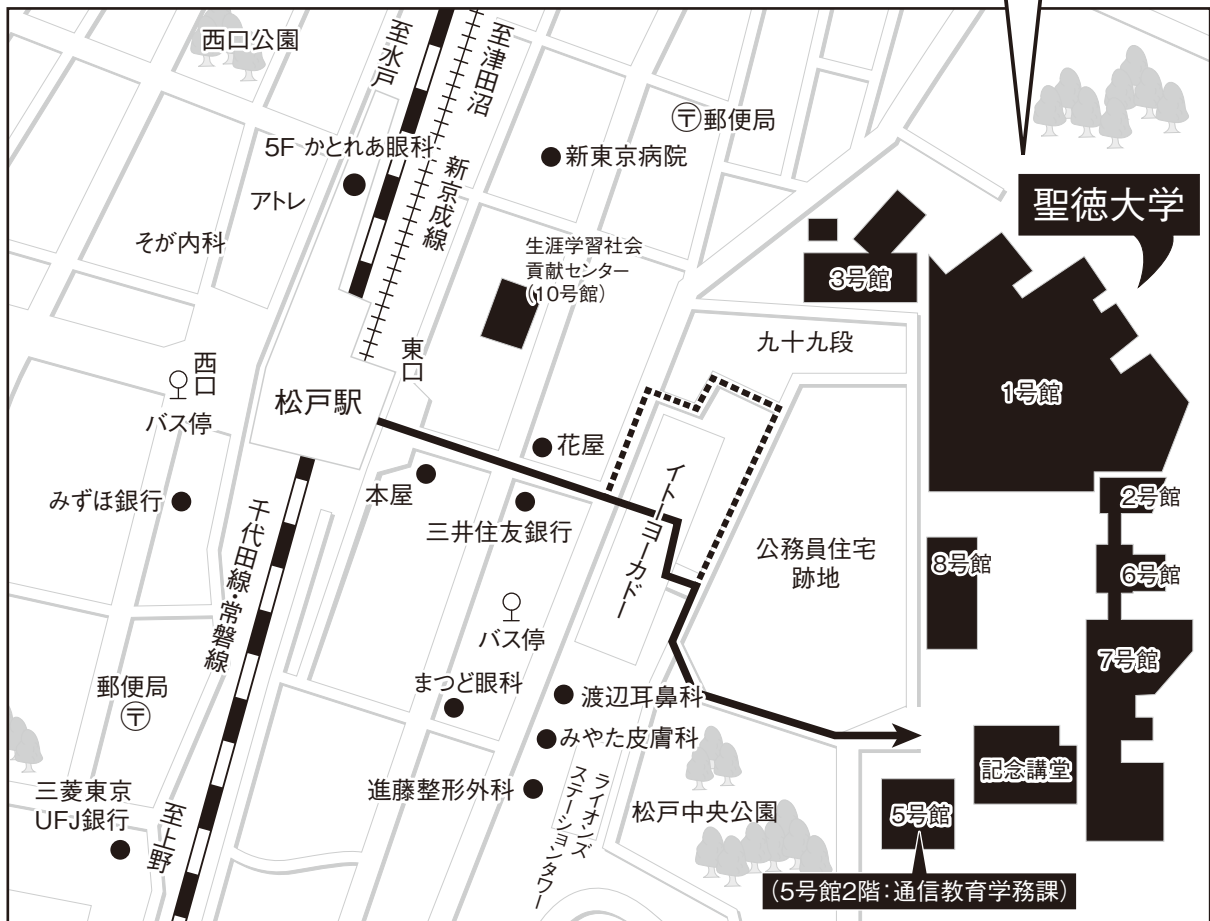 西口公園
至水戸
至津田沼
〒郵便局
5F かとれあ眼科
新東京病院
アトレ
新京成線
聖徳大学
そが内科
生涯学習社会
貢献センター
(10号館)
3号館
九十九段
東口
西口
バス停
松戸駅
1号館
花屋
みずほ銀行
本屋
三井住友銀行
イトーヨーカドー
2号館
公務員住宅
跡地
8号館
6号館
千代田線・常磐線
バス停
7号館
郵便局
〒
まつど眼科
渡辺耳鼻科
みやた皮膚科
記念講堂
三菱東京
UFJ銀行
至上野
進藤整形外科
ライオンズ
ステーションタワー
松戸中央公園
5号館
(5号館2階:通信教育学務課)